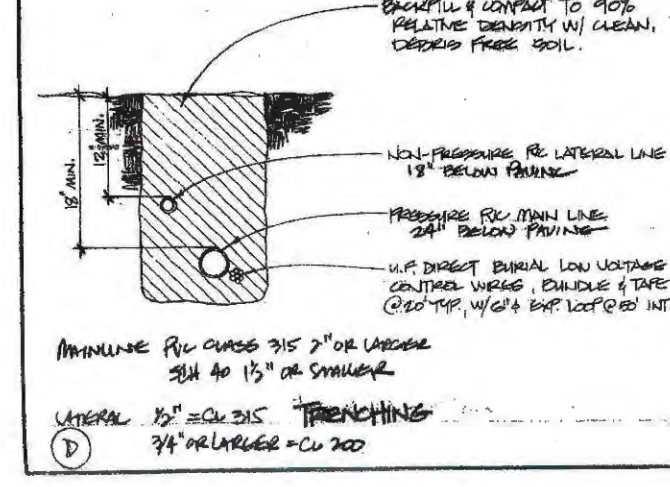 BACKFILL & COMPACT TO 90%
RELATIVE DENSITY W/ CLEAN,
DEBRIS FREE SOIL.
12" MIN.
18" MIN.
NON-PRESSURE PVC LATERAL LINE
18" BELOW PAVING
PRESSURE PVC MAIN LINE
24" BELOW PAVING
U.F. DIRECT BURIAL LOW VOLTAGE
CONTROL WIRES, BUNDLE & TAPE
@ 20' TYP., W/ 6" EXP. LOOP @ 50' INT
MAINLINE PVC CLASS 315 2" OR LARGER
SCH 40 1½" OR SMALLER
LATERAL ½" = CL 315 TRENCHING
3/4" OR LARGER = CL 200
D